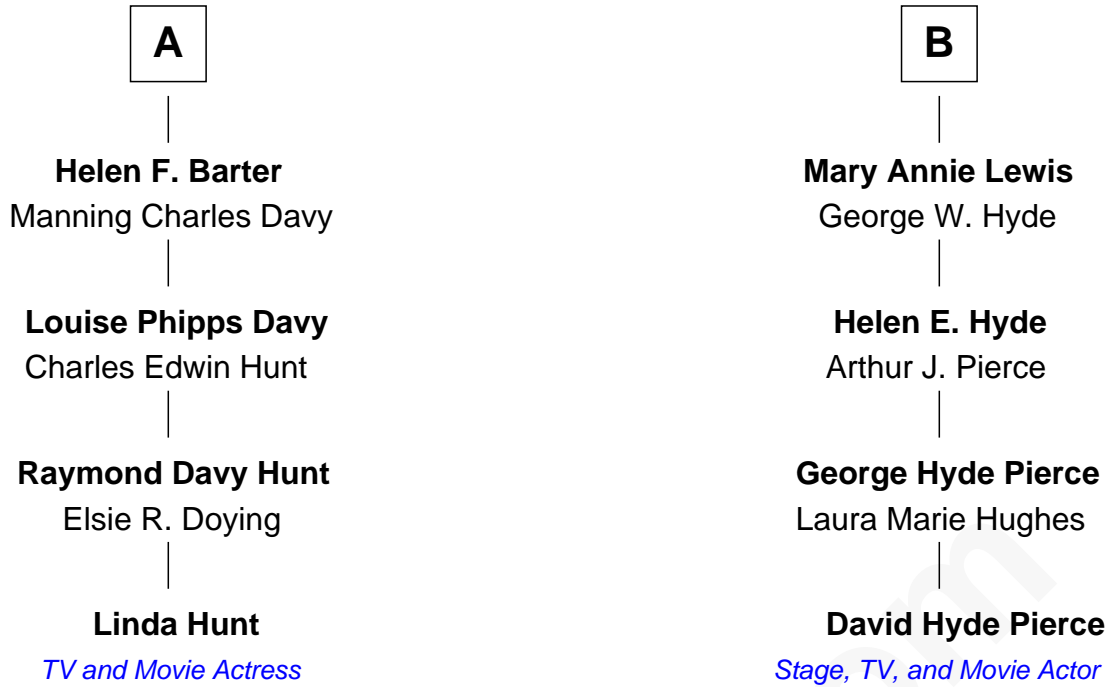 A
Helen F. Barter
Manning Charles Davy
Louise Phipps Davy
Charles Edwin Hunt
Raymond Davy Hunt
Elsie R. Doying
Linda Hunt
TV and Movie Actress
B
Mary Annie Lewis
George W. Hyde
Helen E. Hyde
Arthur J. Pierce
George Hyde Pierce
Laura Marie Hughes
David Hyde Pierce
Stage, TV, and Movie Actor